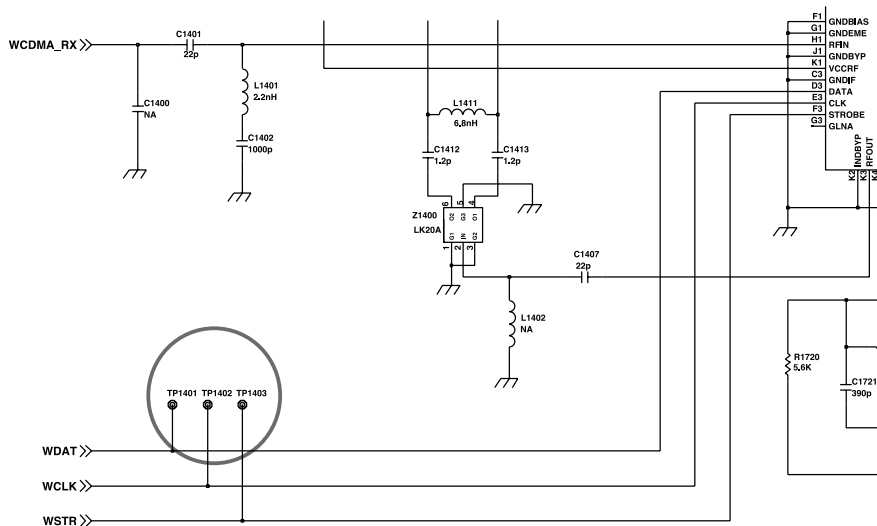 WCDMA_RX
C1401
22p
C1400
NA
L1401
2.2nH
C1402
1000p
L1411
6.8nH
C1412
1.2p
C1413
1.2p
Z1400
LK20A
6
5
4
O2
G3
O1
G1
IN
G2
1
2
3
C1407
22p
L1402
NA
F1
GNDBIAS
G1
GNDEME
H1
RFIN
J1
GNDBYP
K1
VCCRF
C3
GNDIF
D3
DATA
E3
CLK
F3
STROBE
G3
GLNA
INDBYP
RFOUT
K2
K3
K4
R1720
5.6K
C1721
390p
TP1401
TP1402
TP1403
WDAT
WCLK
WSTR